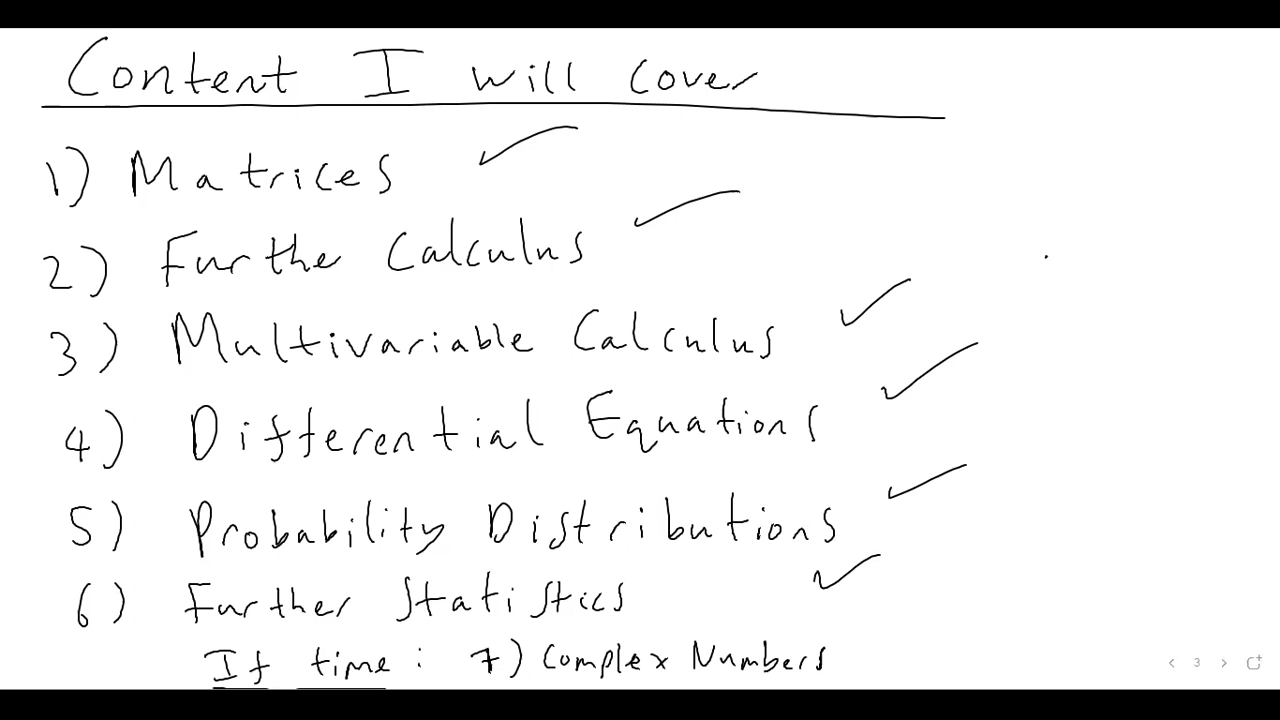 Content I will cover
1) Matrices ✓
2) Further Calculus ✓
3) Multivariable Calculus ✓
4) Differential Equations ✓
5) Probability Distributions ✓
6) Further Statistics ✓
If time : 7) Complex Numbers
< 3 >